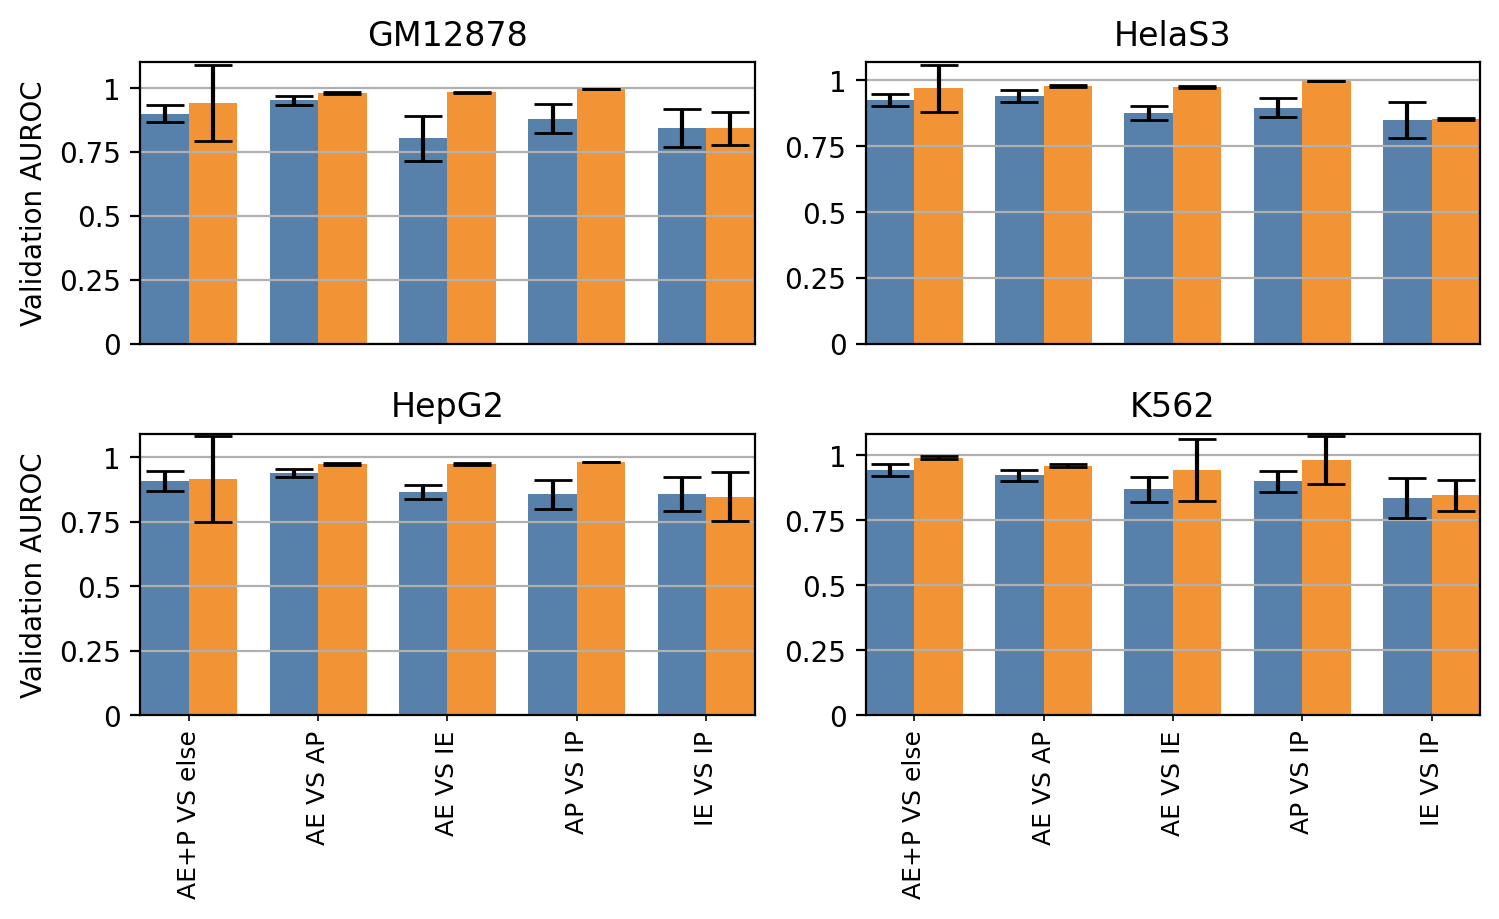 GM12878
HelaS3
Validation AUROC
1
0.75
0.5
0.25
0
1
0.75
0.5
0.25
0
HepG2
K562
Validation AUROC
1
0.75
0.5
0.25
0
1
0.75
0.5
0.25
0
AE+P VS else
AE VS AP
AE VS IE
AP VS IP
IE VS IP
AE+P VS else
AE VS AP
AE VS IE
AP VS IP
IE VS IP